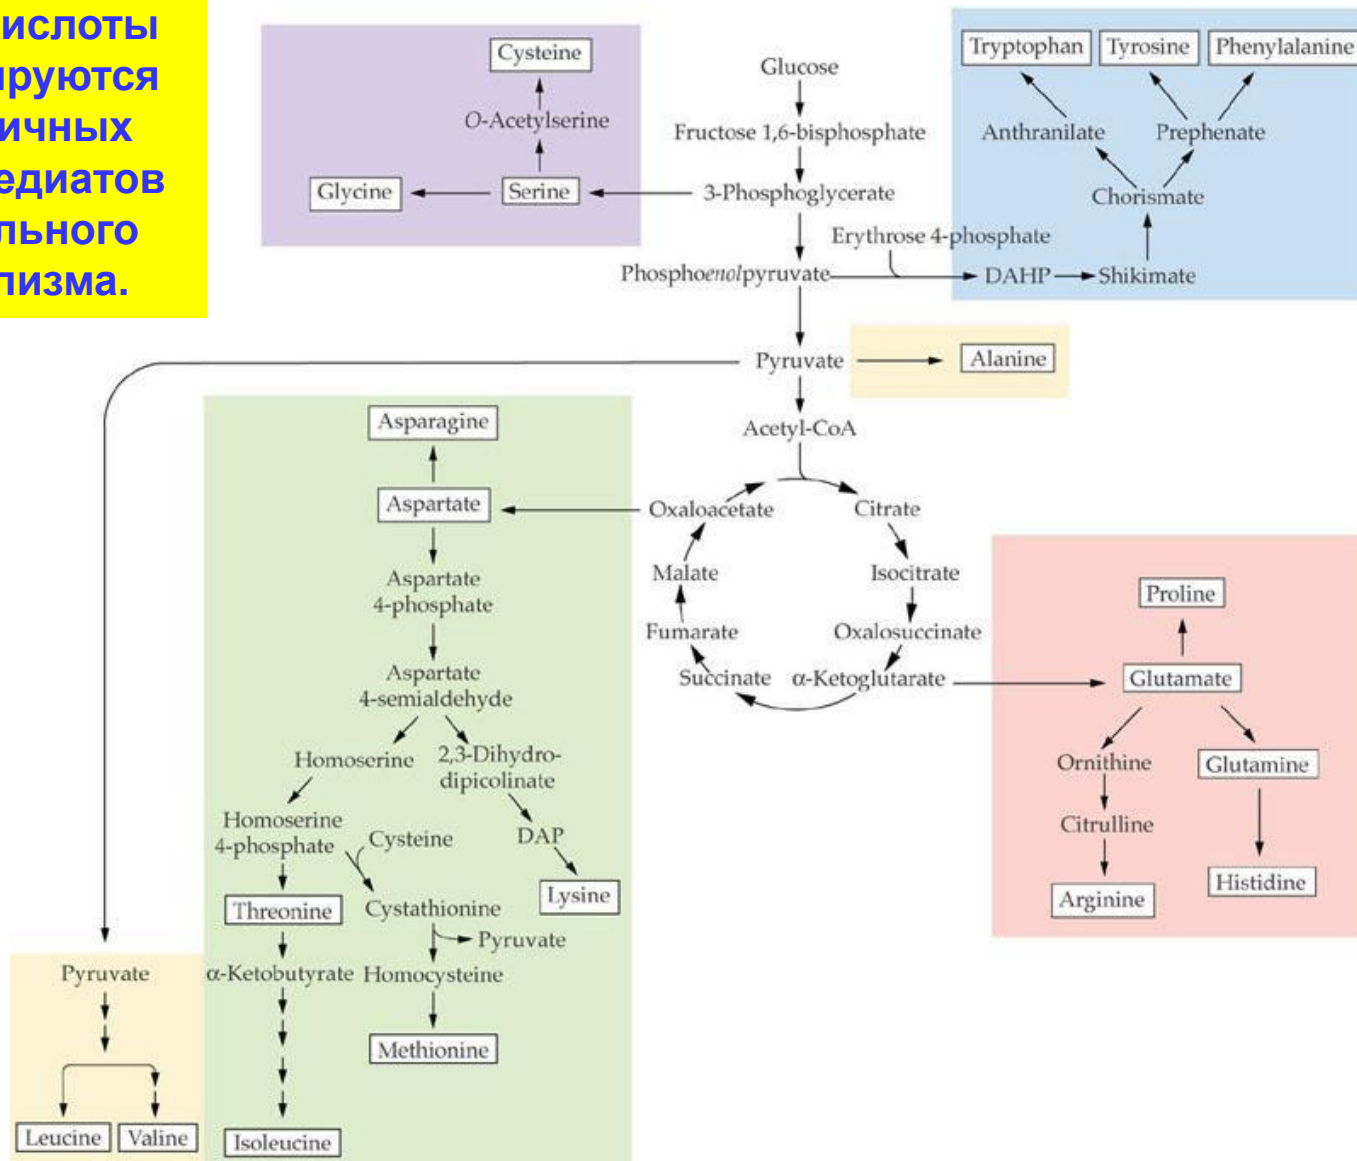 ислоты
ируются
ичных
едиатов
льного
лизма.
Cysteine
O-Acetylserine
Glycine
Serine
Glucose
Fructose 1,6-bisphosphate
3-Phosphoglycerate
Erythrose 4-phosphate
Phosphoenolpyruvate
DAHP
Shikimate
Chorismate
Anthranilate
Prephenate
Tryptophan
Tyrosine
Phenylalanine
Pyruvate
Alanine
Acetyl-CoA
Oxaloacetate
Citrate
Malate
Isocitrate
Fumarate
Oxalosuccinate
Succinate
α-Ketoglutarate
Asparagine
Aspartate
Aspartate
4-phosphate
Aspartate
4-semialdehyde
Homoserine
2,3-Dihydro-
dipicolinate
Homoserine
4-phosphate
Cysteine
DAP
Threonine
Cystathionine
Lysine
Pyruvate
α-Ketobutyrate
Homocysteine
Methionine
Isoleucine
Proline
Glutamate
Ornithine
Glutamine
Citrulline
Arginine
Histidine
Pyruvate
Leucine
Valine